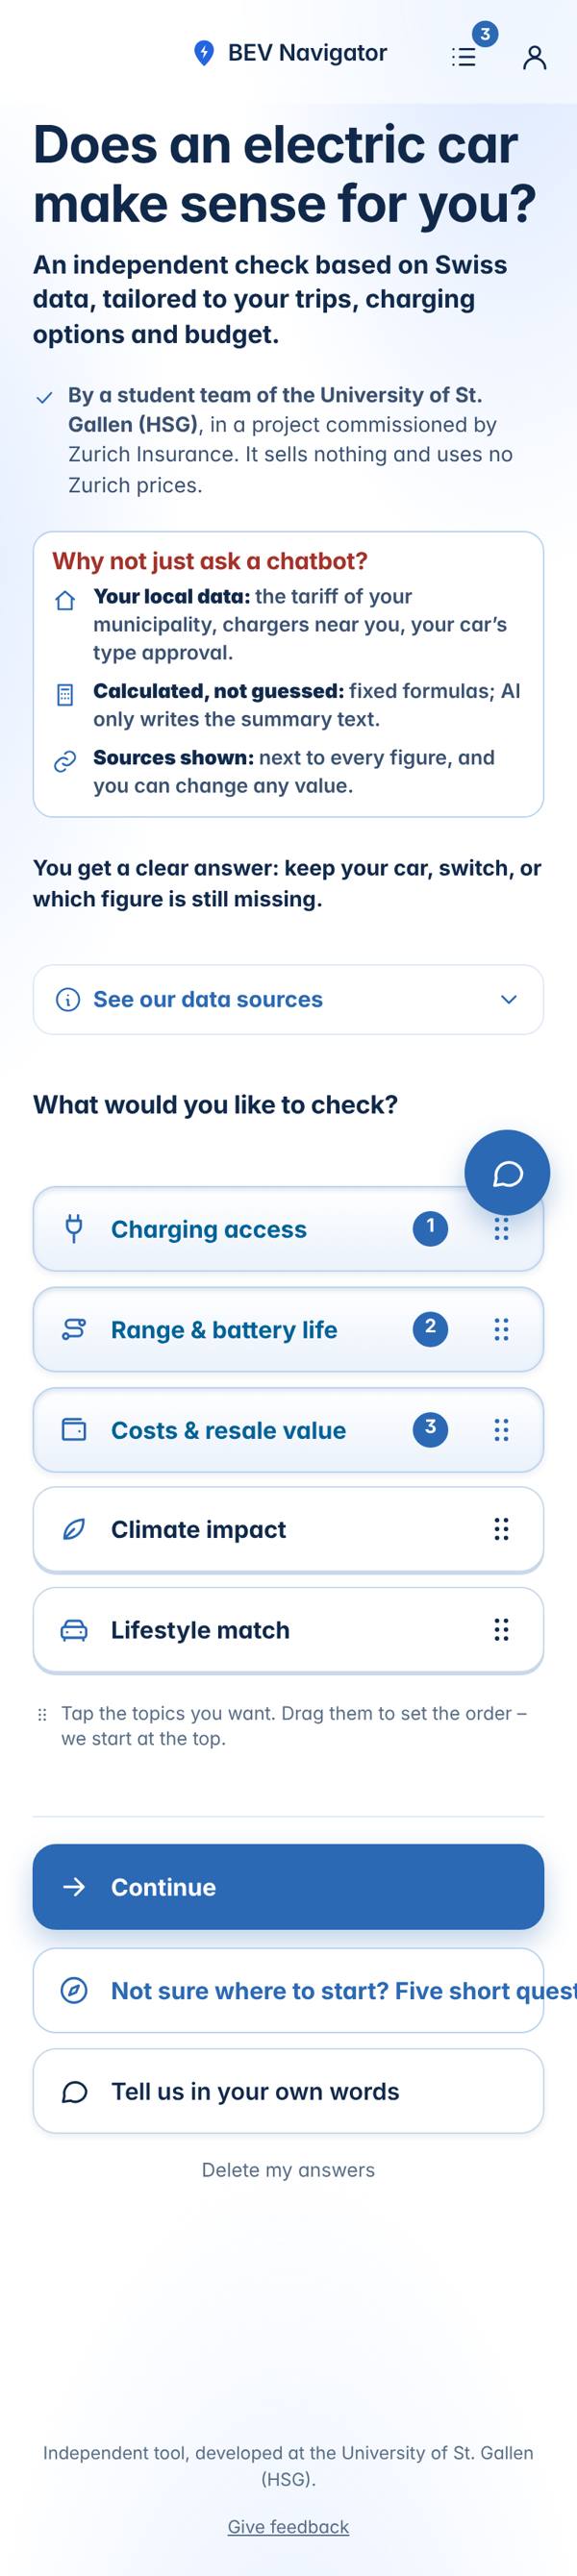 BEV Navigator
3
Does an electric car
make sense for you?
An independent check based on Swiss
data, tailored to your trips, charging
options and budget.
By a student team of the University of St.
Gallen (HSG), in a project commissioned by
Zurich Insurance. It sells nothing and uses no
Zurich prices.
Why not just ask a chatbot?
Your local data: the tariff of your
municipality, chargers near you, your car’s
type approval.
Calculated, not guessed: fixed formulas; AI
only writes the summary text.
Sources shown: next to every figure, and
you can change any value.
You get a clear answer: keep your car, switch, or
which figure is still missing.
See our data sources
What would you like to check?
Charging access 1
Range & battery life 2
Costs & resale value 3
Climate impact
Lifestyle match
Tap the topics you want. Drag them to set the order –
we start at the top.
Continue
Not sure where to start? Five short quest
Tell us in your own words
Delete my answers
Independent tool, developed at the University of St. Gallen
(HSG).
Give feedback